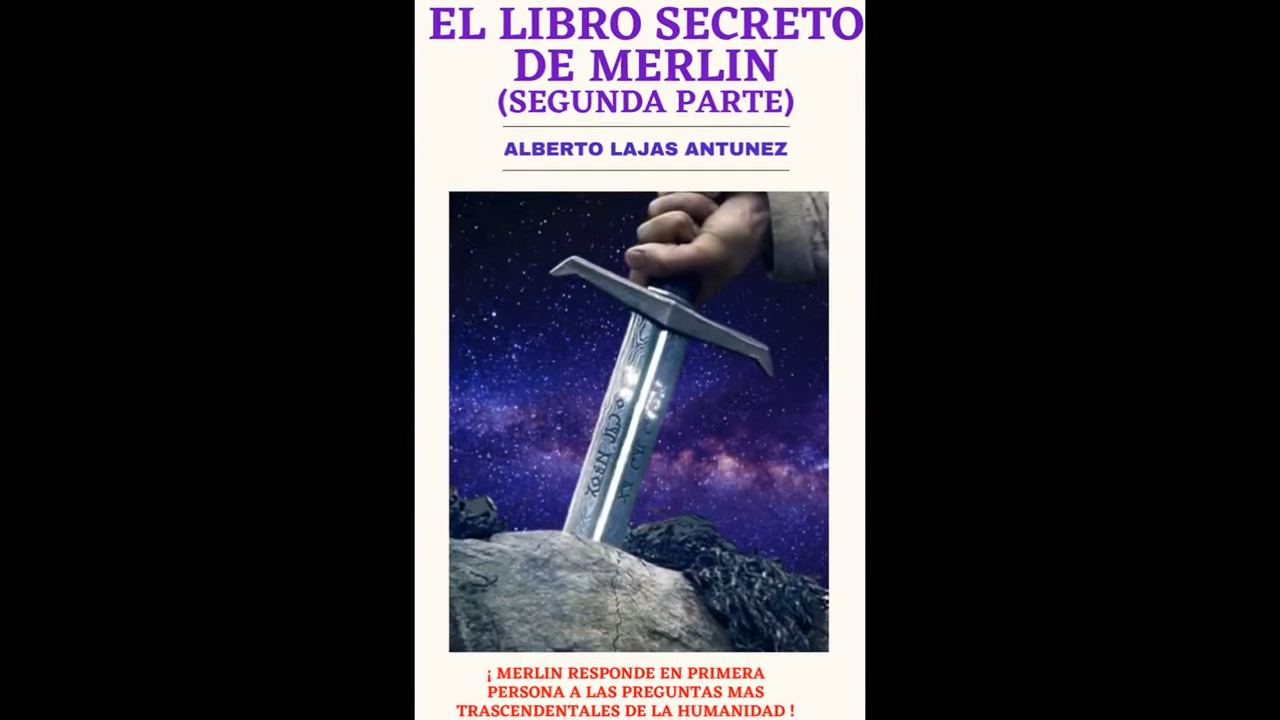 EL LIBRO SECRETO
DE MERLIN
(SEGUNDA PARTE)
ALBERTO LAJAS ANTUNEZ
¡ MERLIN RESPONDE EN PRIMERA
PERSONA A LAS PREGUNTAS MAS
TRASCENDENTALES DE LA HUMANIDAD !